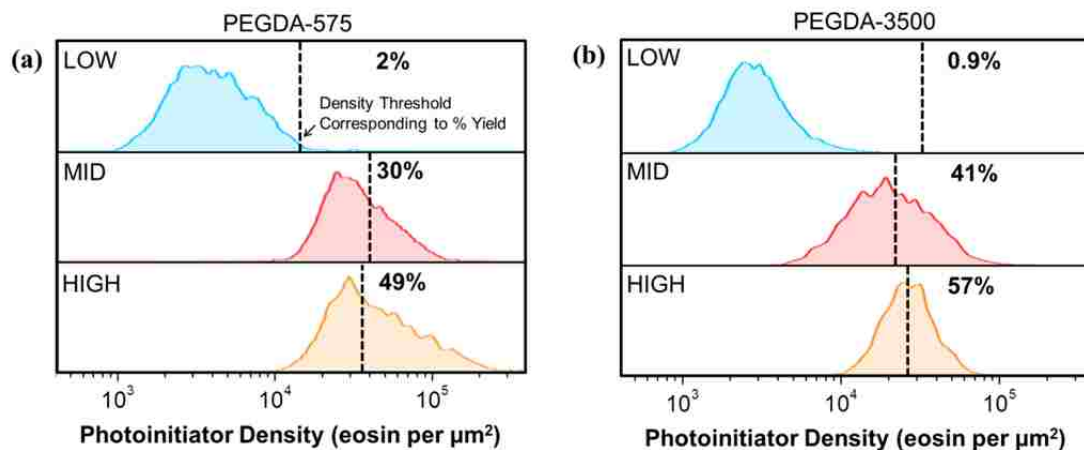 PEGDA-575
(a)
LOW
2%
Density Threshold
Corresponding to % Yield
MID
30%
HIGH
49%
10³ 10⁴ 10⁵
Photoinitiator Density (eosin per µm²)
PEGDA-3500
(b)
LOW
0.9%
MID
41%
HIGH
57%
10³ 10⁴ 10⁵
Photoinitiator Density (eosin per µm²)